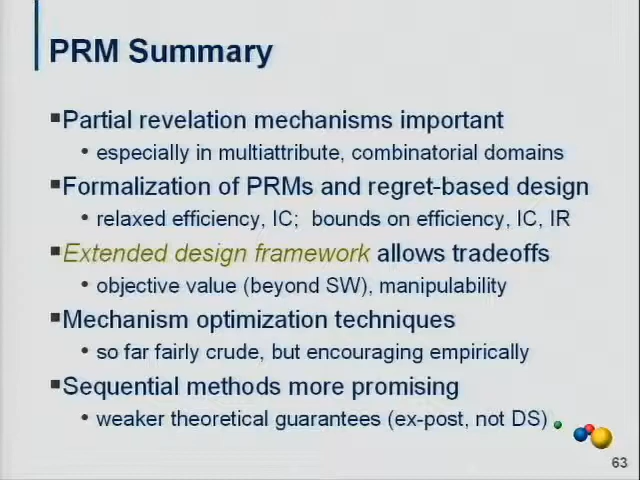 PRM Summary
▪Partial revelation mechanisms important
• especially in multiattribute, combinatorial domains
▪Formalization of PRMs and regret-based design
• relaxed efficiency, IC;  bounds on efficiency, IC, IR
▪Extended design framework allows tradeoffs
• objective value (beyond SW), manipulability
▪Mechanism optimization techniques
• so far fairly crude, but encouraging empirically
▪Sequential methods more promising
• weaker theoretical guarantees (ex-post, not DS)
63